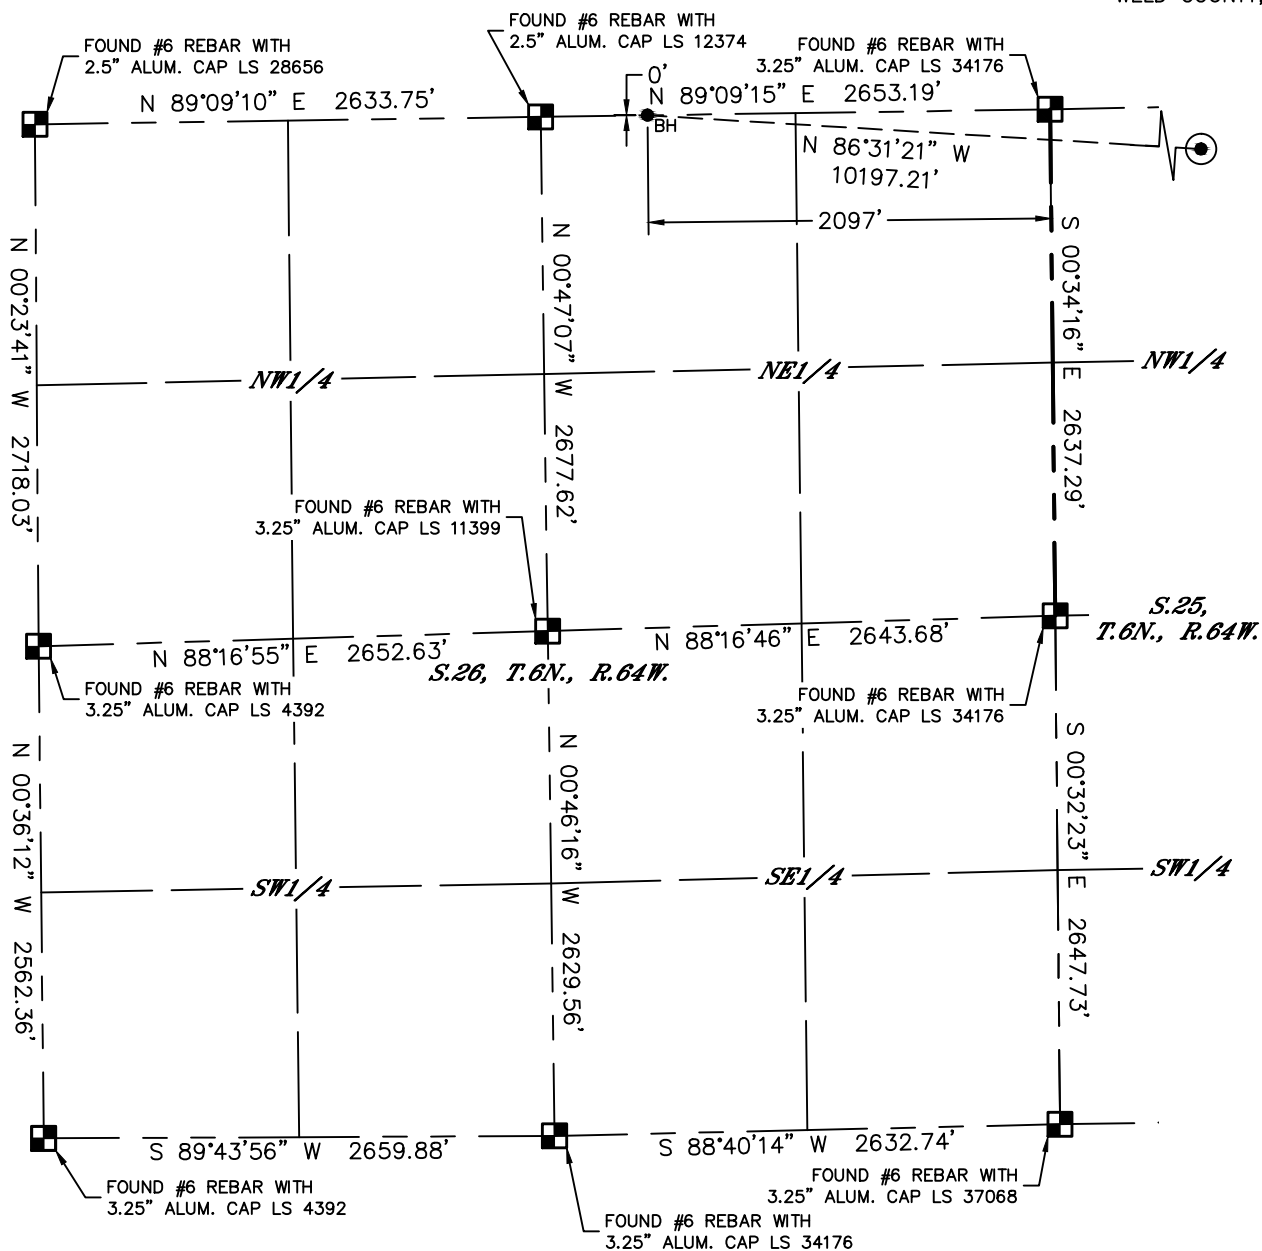 WELD COUNTY,
FOUND #6 REBAR WITH
2.5" ALUM. CAP LS 12374
FOUND #6 REBAR WITH
2.5" ALUM. CAP LS 28656
FOUND #6 REBAR WITH
3.25" ALUM. CAP LS 34176
0'
N 89°09'10" E 2633.75'
N 89°09'15" E 2653.19'
BH
N 86°31'21" W
10197.21'
2097'
N 00°23'41" W 2718.03'
N 00°47'07" W 2677.62'
S 00°34'16" E 2637.29'
NW1/4
NE1/4
NW1/4
FOUND #6 REBAR WITH
3.25" ALUM. CAP LS 11399
S.25,
T.6N., R.64W.
N 88°16'55" E 2652.63'
N 88°16'46" E 2643.68'
S.26, T.6N., R.64W.
FOUND #6 REBAR WITH
3.25" ALUM. CAP LS 4392
FOUND #6 REBAR WITH
3.25" ALUM. CAP LS 34176
N 00°36'12" W 2562.36'
N 00°46'16" W 2629.56'
S 00°32'23" E 2647.73'
SW1/4
SE1/4
SW1/4
S 89°43'56" W 2659.88'
S 88°40'14" W 2632.74'
FOUND #6 REBAR WITH
3.25" ALUM. CAP LS 4392
FOUND #6 REBAR WITH
3.25" ALUM. CAP LS 37068
FOUND #6 REBAR WITH
3.25" ALUM. CAP LS 34176